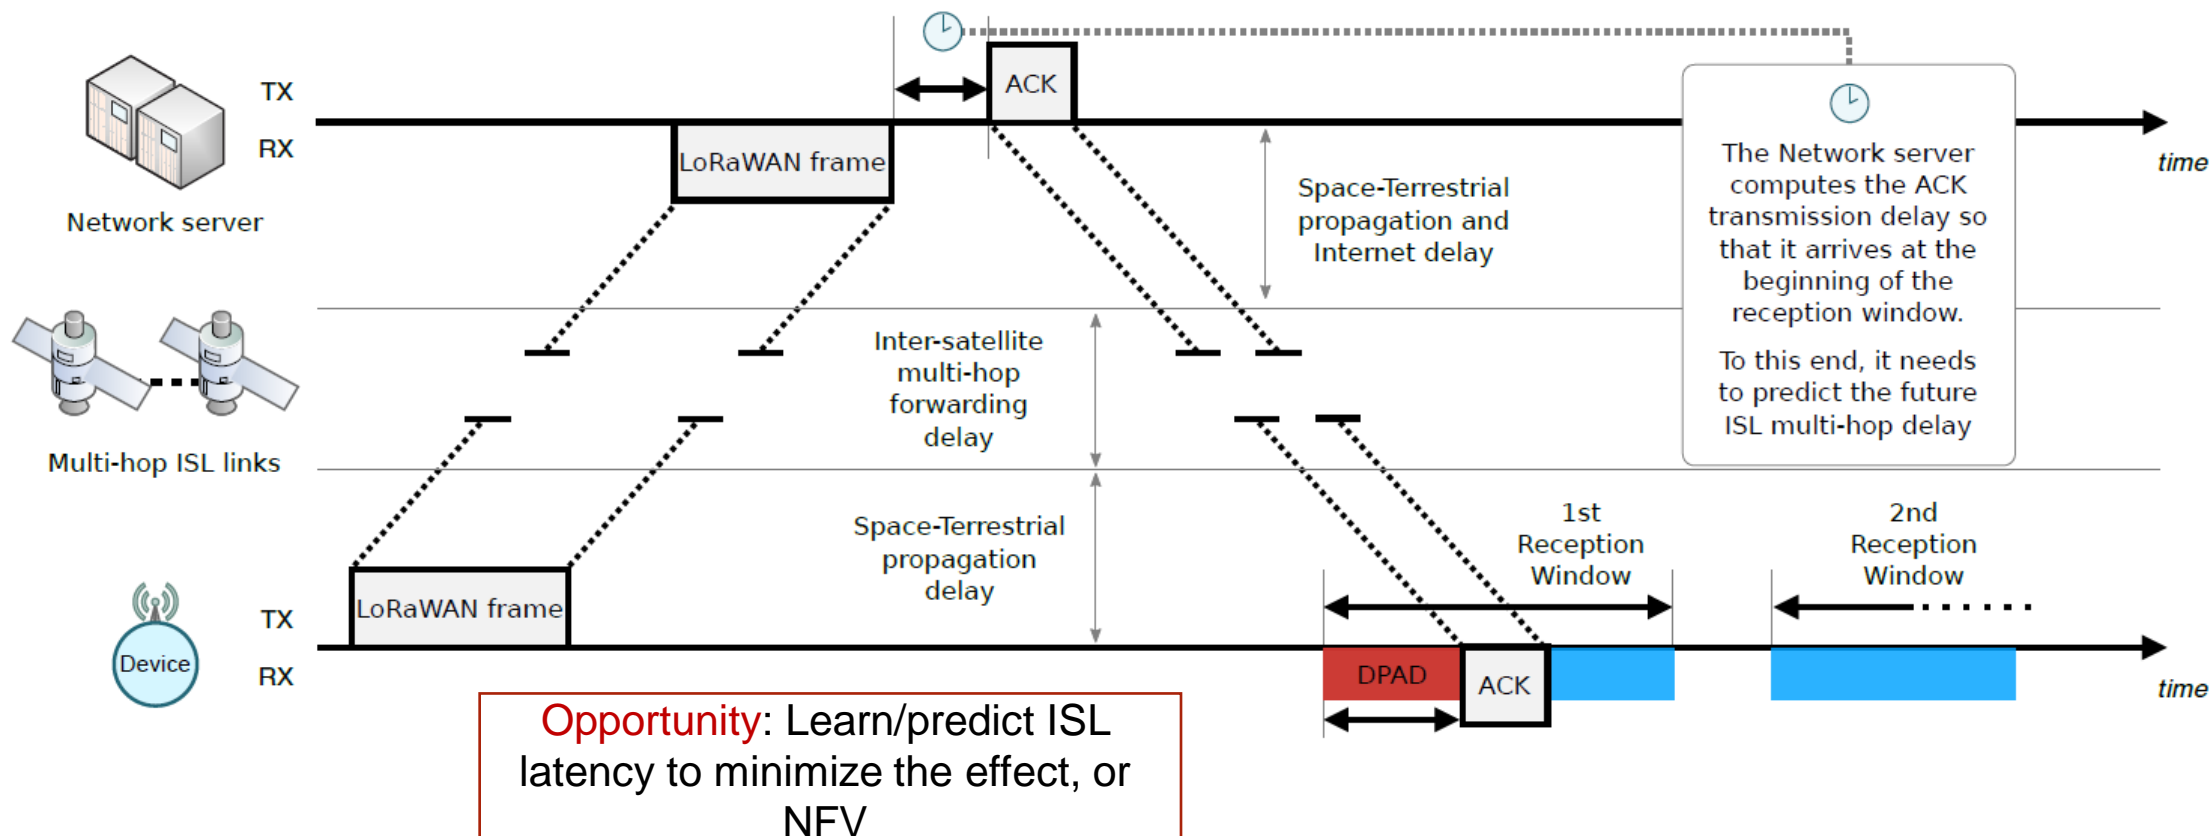 TX
RX
Network server
ACK
LoRaWAN frame
time
Space-Terrestrial
propagation and
Internet delay
The Network server
computes the ACK
transmission delay so
that it arrives at the
beginning of the
reception window.
To this end, it needs
to predict the future
ISL multi-hop delay
Multi-hop ISL links
Inter-satellite
multi-hop
forwarding
delay
Space-Terrestrial
propagation
delay
1st
Reception
Window
2nd
Reception
Window
Device
TX
RX
LoRaWAN frame
DPAD
ACK
time
Opportunity: Learn/predict ISL
latency to minimize the effect, or
NFV